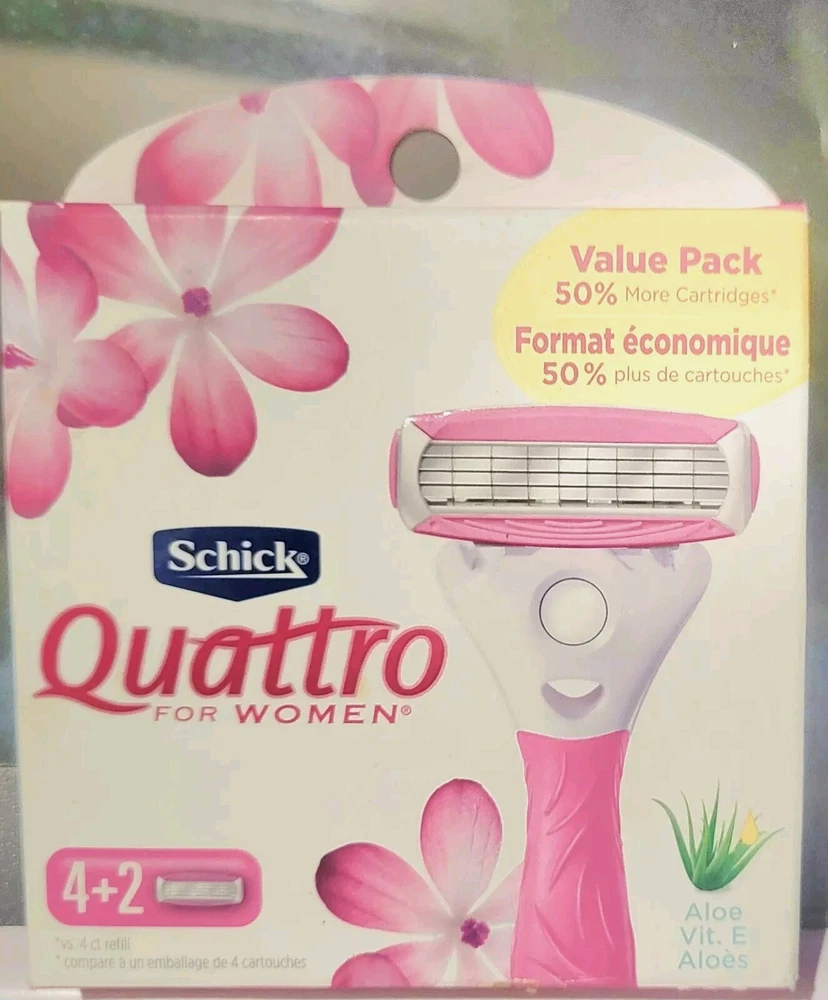 Value Pack
50% More Cartridges*
Format économique
50% plus de cartouches*
Schick®
Quattro
FOR WOMEN®
4+2
Aloe
Vit. E
Aloès
*vs. 4 ct refill
* compare à un emballage de 4 cartouches